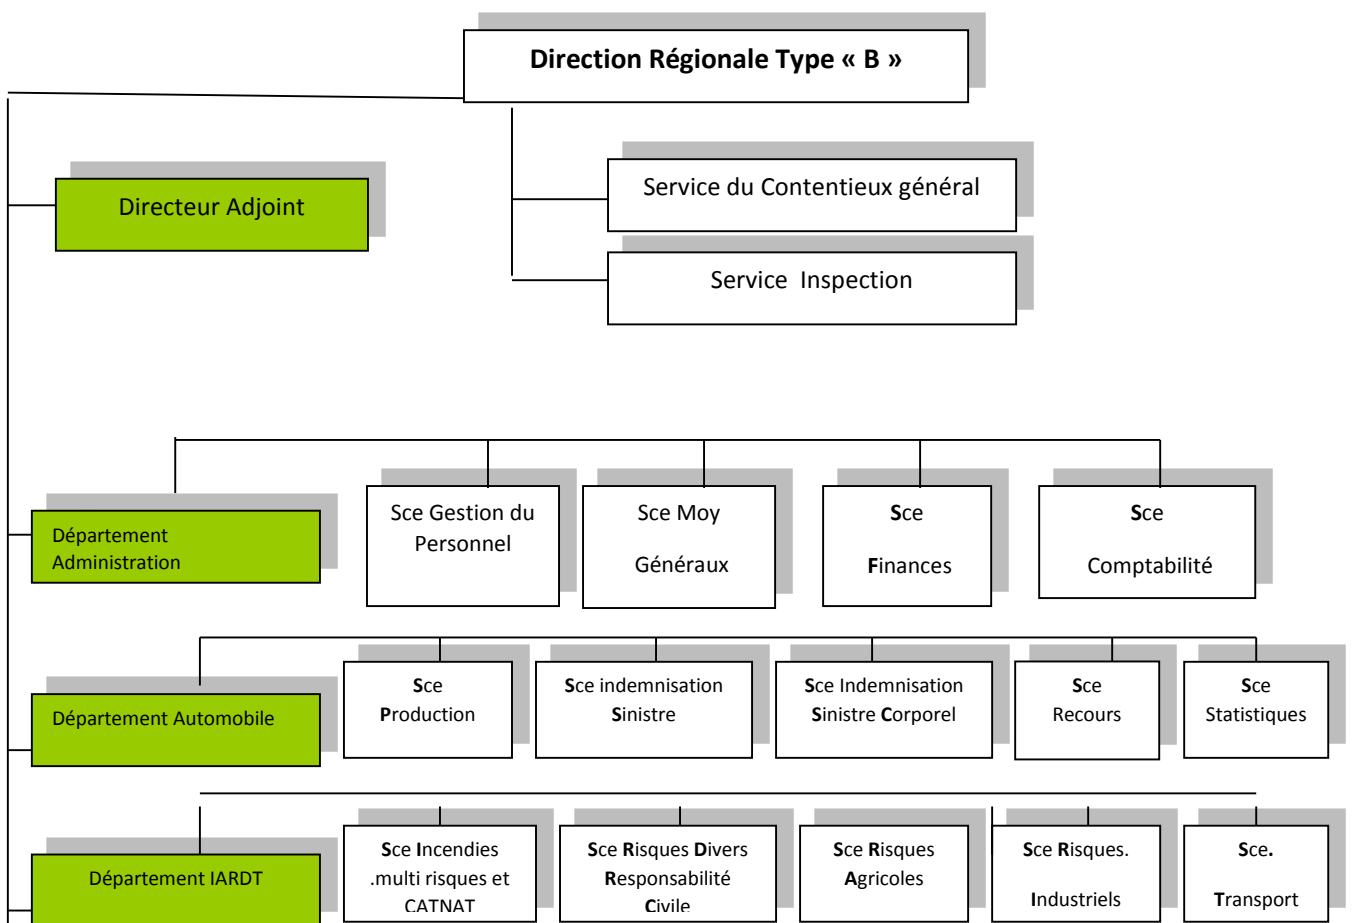 Direction Régionale Type « B »
Service du Contentieux général
Directeur Adjoint
Service Inspection
Département
Administration
Sce Gestion du
Personnel
Sce Moy
Généraux
Sce
Finances
Sce
Comptabilité
Département Automobile
Sce
Production
Sce indemnisation
Sinistre
Sce Indemnisation
Sinistre Corporel
Sce
Recours
Sce
Statistiques
Département IARDT
Sce Incendies
.multi risques et
CATNAT
Sce Risques Divers
Responsabilité
Civile
Sce Risques
Agricoles
Sce Risques.
Industriels
Sce.
Transport